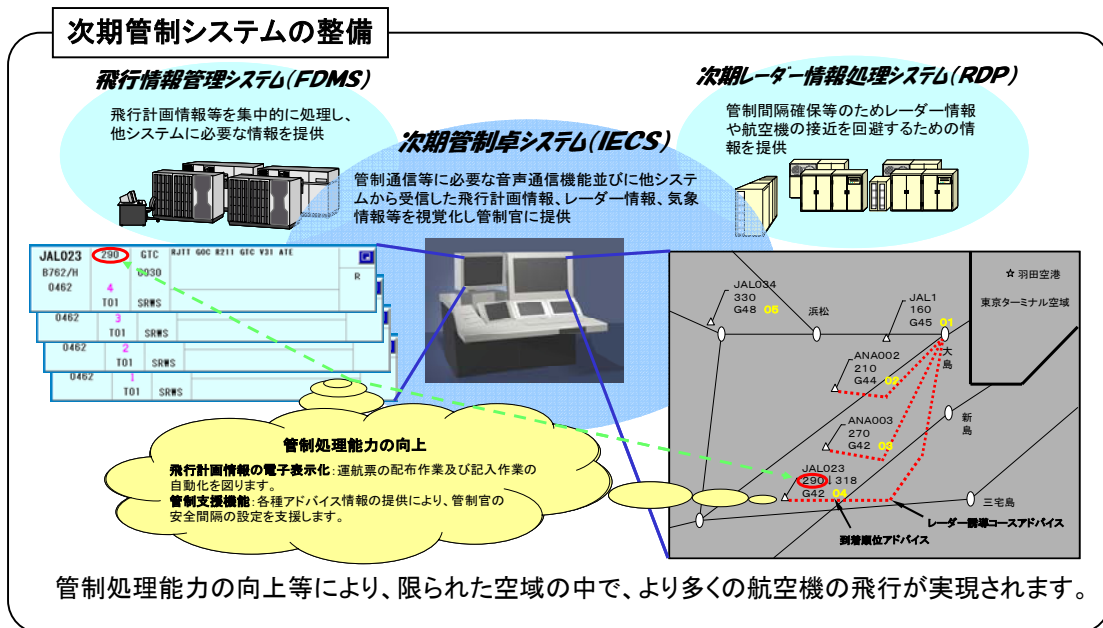 次期管制システムの整備
飛行情報管理システム(FDMS)
飛行計画情報等を集中的に処理し、
他システムに必要な情報を提供
次期レーダー情報処理システム(RDP)
管制間隔確保等のためレーダー情報
や航空機の接近を回避するための情
報を提供
次期管制卓システム(IECS)
管制通信等に必要な音声通信機能並びに他システ
ムから受信した飛行計画情報、レーダー情報、気象
情報等を視覚化し管制官に提供
JAL023 290 GTC RJTT GOC R211 GTC V31 ATE
B762/H 0030 R
0462 4
T01 SRWS
0462 3
T01 SRWS
0462 2
T01 SRWS
0462 1
T01 SRWS
☆羽田空港
東京ターミナル空域
JAL034
330
G48 05
浜松
JAL1
160
G45 01
大島
ANA002
210
G44 02
新島
ANA003
270
G42 03
JAL023
290↓318
G42 04
三宅島
レーダー誘導コースアドバイス
到着順位アドバイス
管制処理能力の向上
飛行計画情報の電子表示化:運航票の配布作業及び記入作業の
自動化を図ります。
管制支援機能:各種アドバイス情報の提供により、管制官の
安全間隔の設定を支援します。
管制処理能力の向上等により、限られた空域の中で、より多くの航空機の飛行が実現されます。